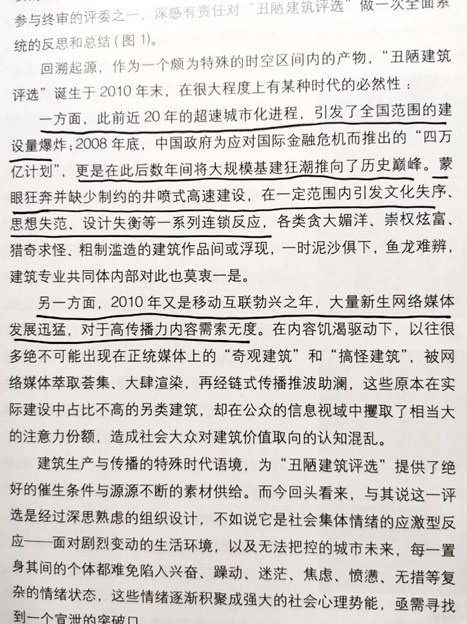 参与终审的评委之一，深感有责任对“丑陋建筑评选”做一次全面系
统的反思和总结（图 1）。
回溯起源，作为一个颇为特殊的时空区间内的产物，“丑陋建筑
评选”诞生于 2010 年末，在很大程度上有某种时代的必然性：
一方面，此前近 20 年的超速城市化进程，引发了全国范围的建
设量爆炸；2008 年底，中国政府为应对国际金融危机而推出的“四万
亿计划”，更是在此后数年间将大规模基建狂潮推向了历史巅峰。蒙
眼狂奔并缺少制约的井喷式高速建设，在一定范围内引发文化失序、
思想失范、设计失衡等一系列连锁反应，各类贪大媚洋、崇权炫富、
猎奇求怪、粗制滥造的建筑作品间或浮现，一时泥沙俱下，鱼龙难辨，
建筑专业共同体内部对此也莫衷一是。
另一方面，2010 年又是移动互联勃兴之年，大量新生网络媒体
发展迅猛，对于高传播力内容需索无度。在内容饥渴驱动下，以往很
多绝不可能出现在正统媒体上的“奇观建筑”和“搞怪建筑”，被网
络媒体萃取荟集、大肆渲染，再经链式传播推波助澜，这些原本在实
际建设中占比不高的另类建筑，却在公众的信息视域中攫取了相当大
的注意力份额，造成社会大众对建筑价值取向的认知混乱。
建筑生产与传播的特殊时代语境，为“丑陋建筑评选”提供了绝
好的催生条件与源源不断的素材供给。而今回头看来，与其说这一评
选是经过深思熟虑的组织设计，不如说它是社会集体情绪的应激型反
应——面对剧烈变动的生活环境，以及无法把控的城市未来，每一置
身其间的个体都难免陷入兴奋、躁动、迷茫、焦虑、愤懑、无措等复
杂的情绪状态，这些情绪逐渐积聚成强大的社会心理势能，亟需寻找
到一个宣泄的突破口